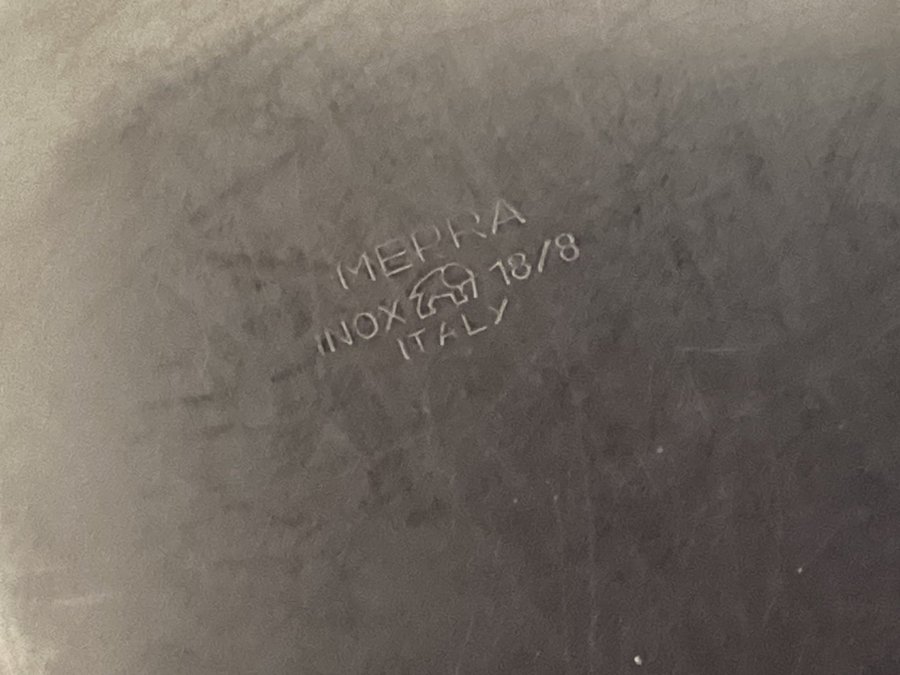 MEPRA
INOX 18/8
ITALY